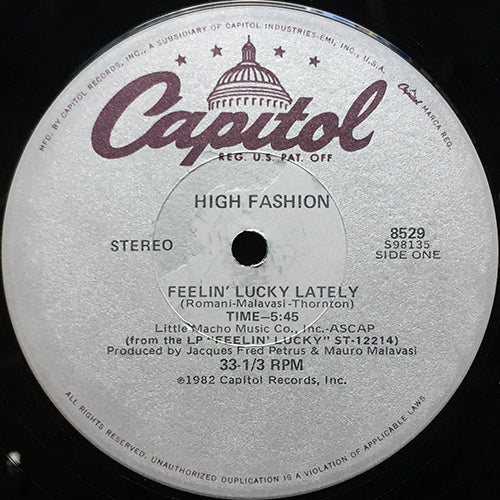 MFD. BY CAPITOL RECORDS, INC., A SUBSIDIARY OF CAPITOL INDUSTRIES-EMI, INC., U.S.A.
Capitol
MARCA REG.
Capitol
REG. U.S. PAT. OFF.
HIGH FASHION
STEREO
8529
S98135
SIDE ONE
FEELIN' LUCKY LATELY
(Romani-Malavasi-Thornton)
TIME—5:45
Little Macho Music Co., Inc.-ASCAP
(from the LP "FEELIN' LUCKY" ST-12214)
Produced by Jacques Fred Petrus & Mauro Malavasi
33-1/3 RPM
℗1982 Capitol Records, Inc.
ALL RIGHTS RESERVED. UNAUTHORIZED DUPLICATION IS A VIOLATION OF APPLICABLE LAWS.